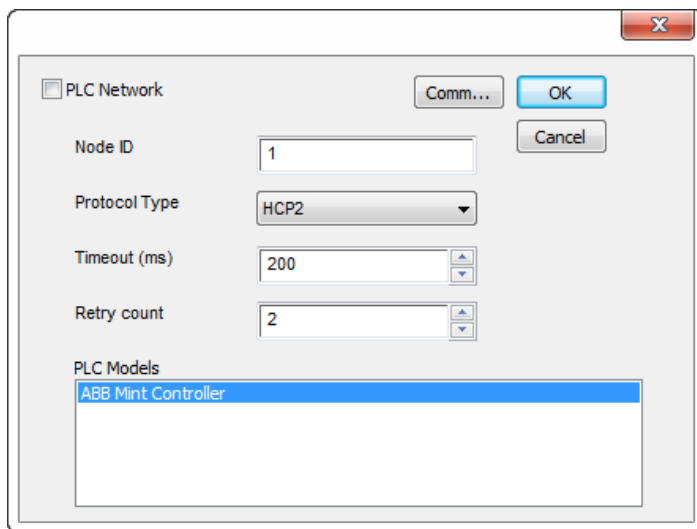 PLC Network
Comm...
OK
Cancel
Node ID
1
Protocol Type
HCP2
Timeout (ms)
200
Retry count
2
PLC Models
ABB Mint Controller